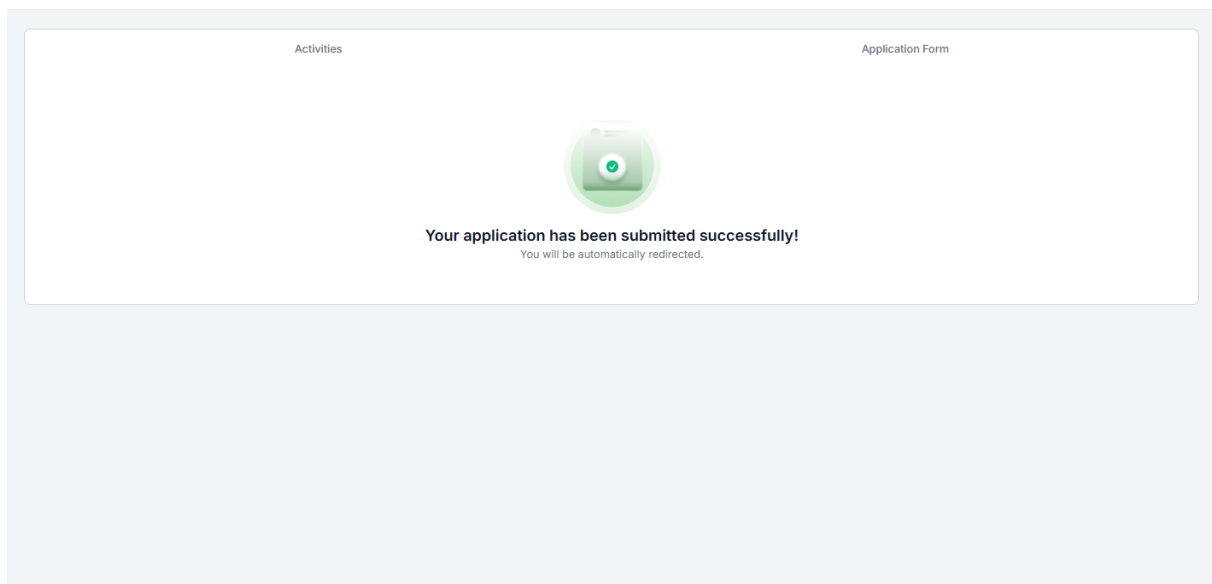 Activities
Application Form
Your application has been submitted successfully!
You will be automatically redirected.